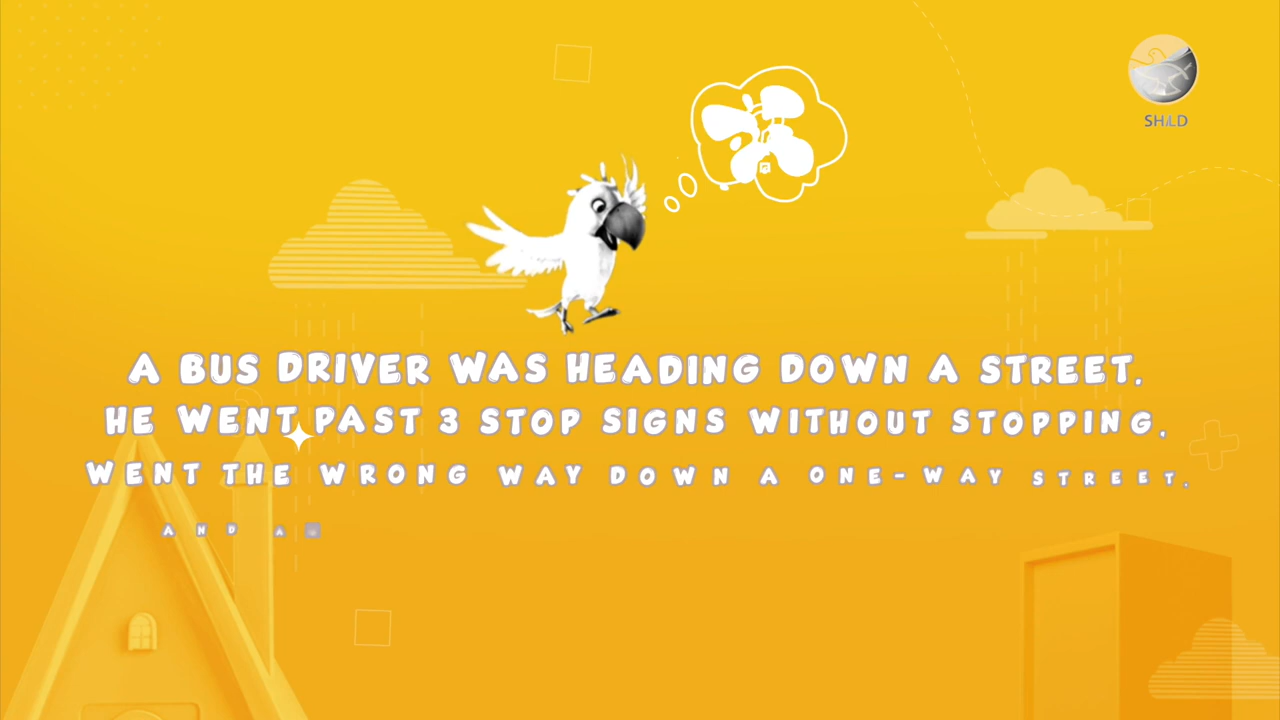 SHiLD
A BUS DRIVER WAS HEADING DOWN A STREET.
HE WENT PAST 3 STOP SIGNS WITHOUT STOPPING,
WENT THE WRONG WAY DOWN A ONE-WAY STREET,
AND A